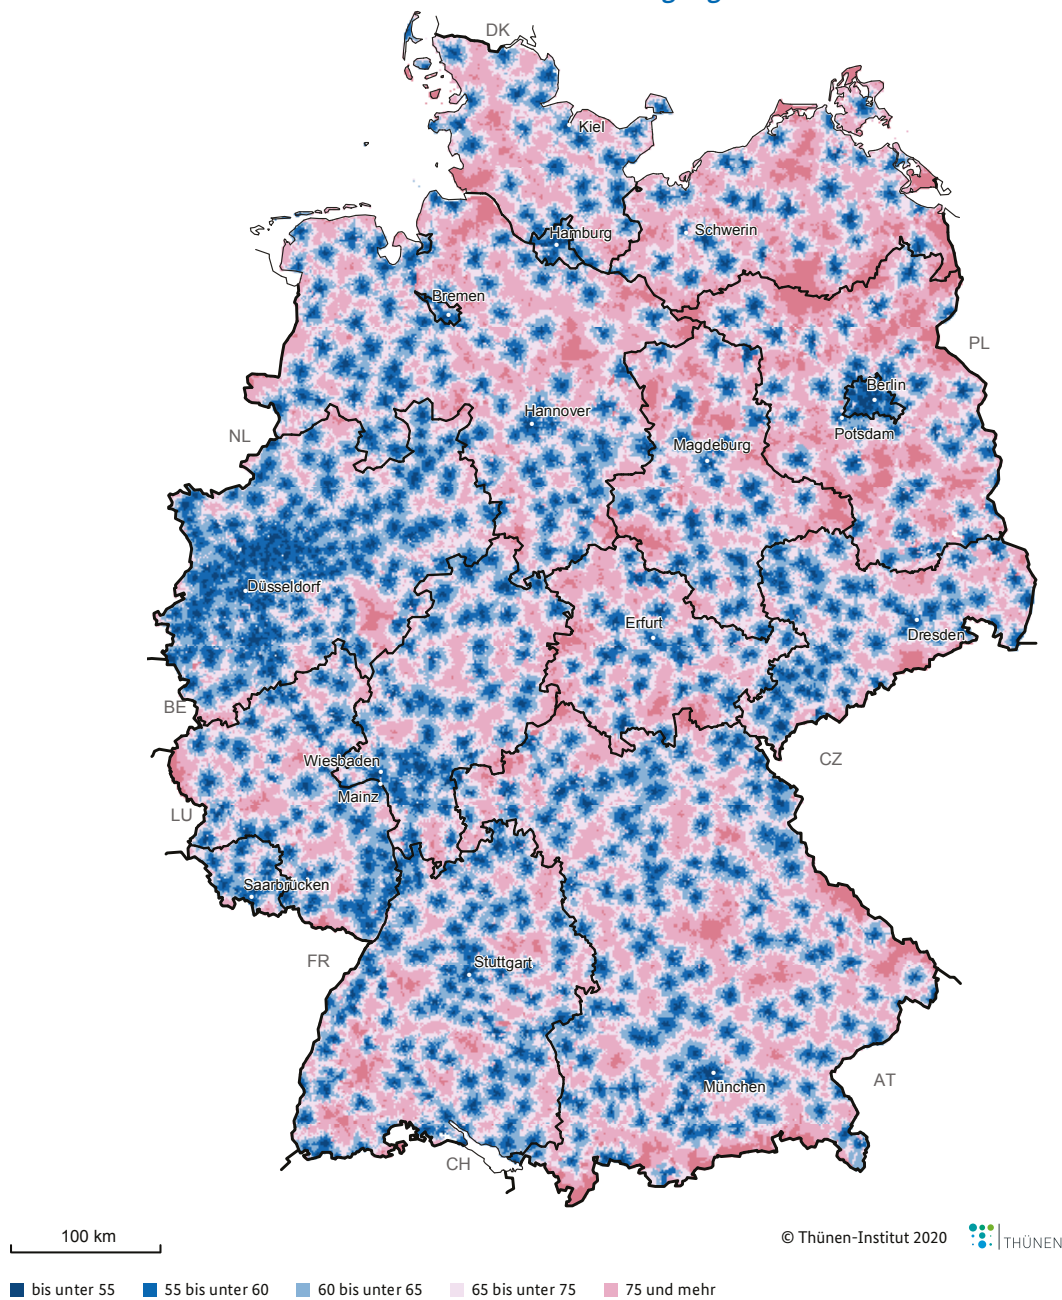 DK
Kiel
Hamburg
Schwerin
Bremen
PL
Berlin
Hannover
Potsdam
NL
Magdeburg
Düsseldorf
Erfurt
Dresden
BE
CZ
Wiesbaden
Mainz
LU
Saarbrücken
FR
Stuttgart
AT
München
CH
100 km
© Thünen-Institut 2020
THÜNEN
bis unter 55 55 bis unter 60 60 bis unter 65 65 bis unter 75 75 und mehr